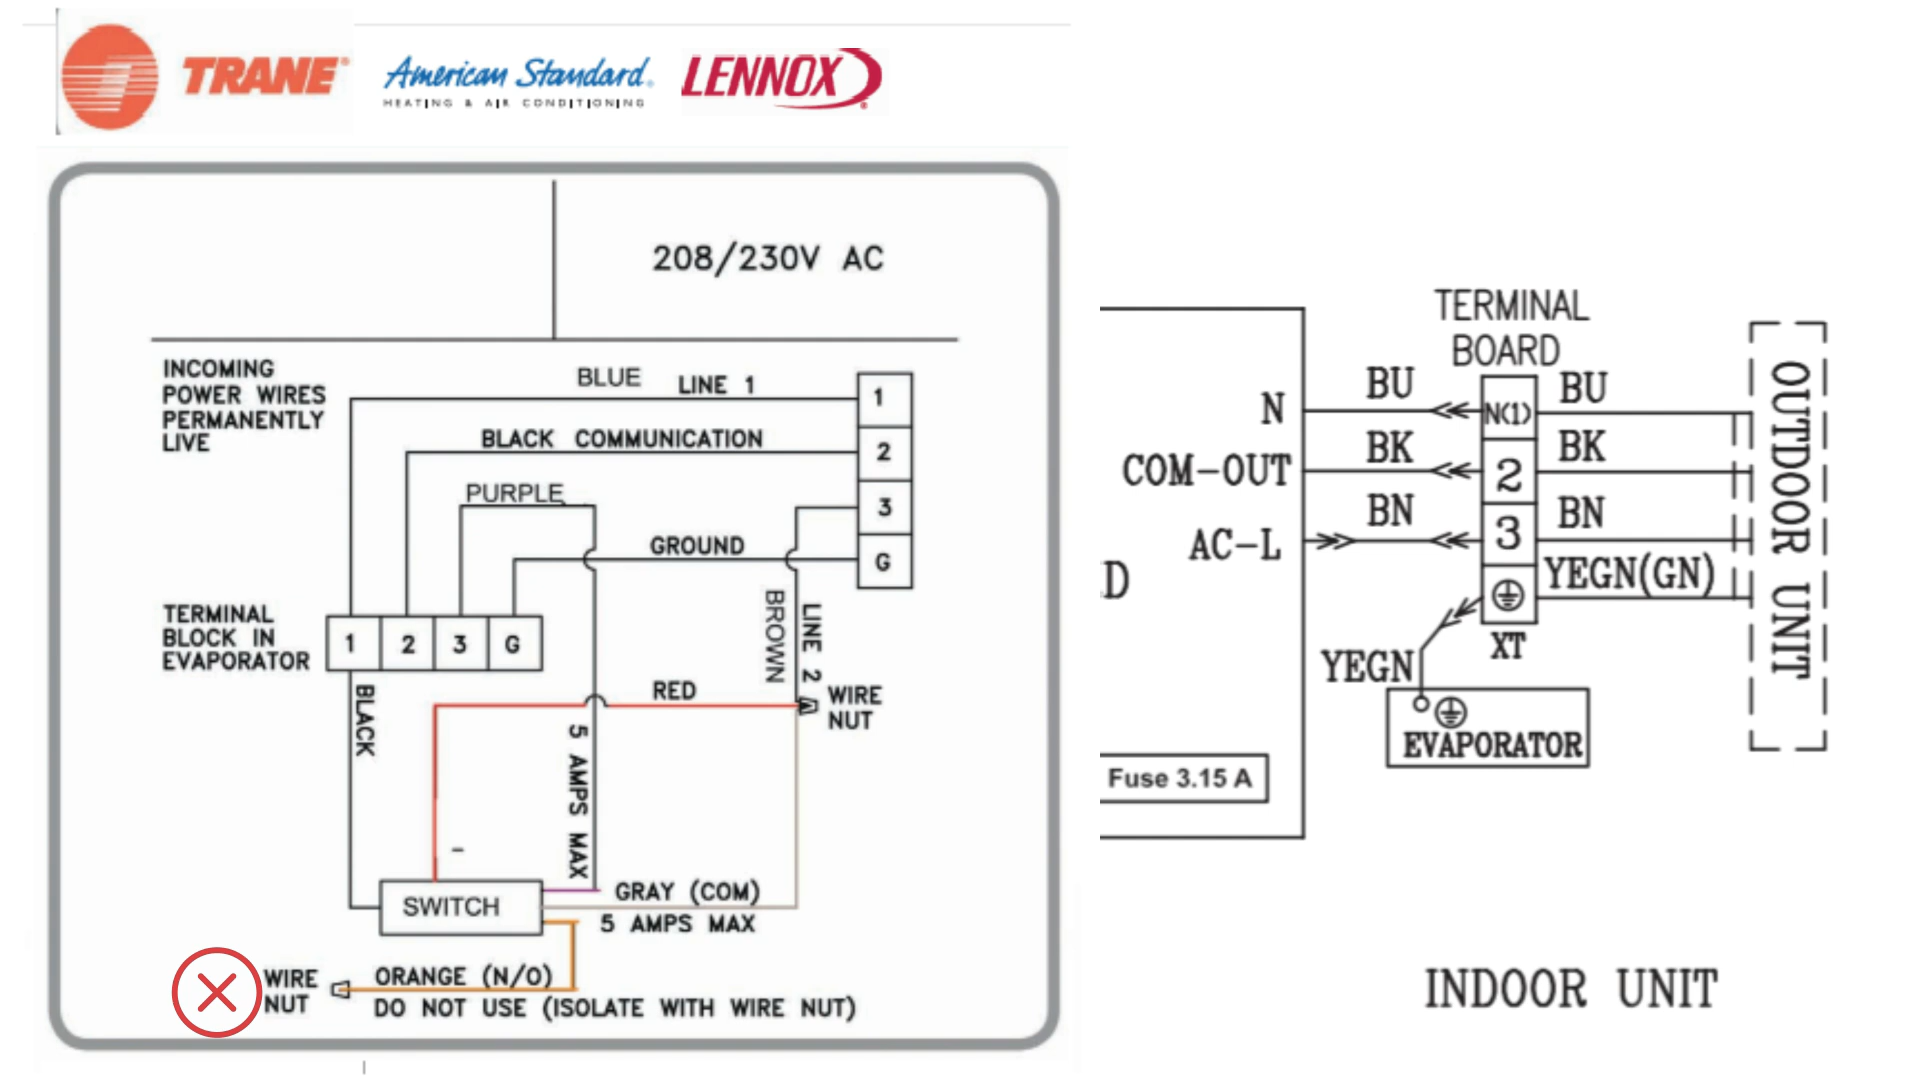 TRANE
American Standard
HEATING & AIR CONDITIONING
LENNOX
208/230V AC
INCOMING
POWER WIRES
PERMANENTLY
LIVE
BLUE LINE 1
BLACK COMMUNICATION
PURPLE
GROUND
1
2
3
G
TERMINAL
BLOCK IN
EVAPORATOR
1 2 3 G
BROWN
LINE 2
BLACK
RED
WIRE
NUT
5 AMPS MAX
SWITCH
GRAY (COM)
5 AMPS MAX
WIRE
NUT
ORANGE (N/O)
DO NOT USE (ISOLATE WITH WIRE NUT)
TERMINAL
BOARD
N BU N(1) BU
COM-OUT BK 2 BK
AC-L BN 3 BN
YEGN(GN)
D
XT
YEGN
EVAPORATOR
OUTDOOR UNIT
Fuse 3.15 A
INDOOR UNIT